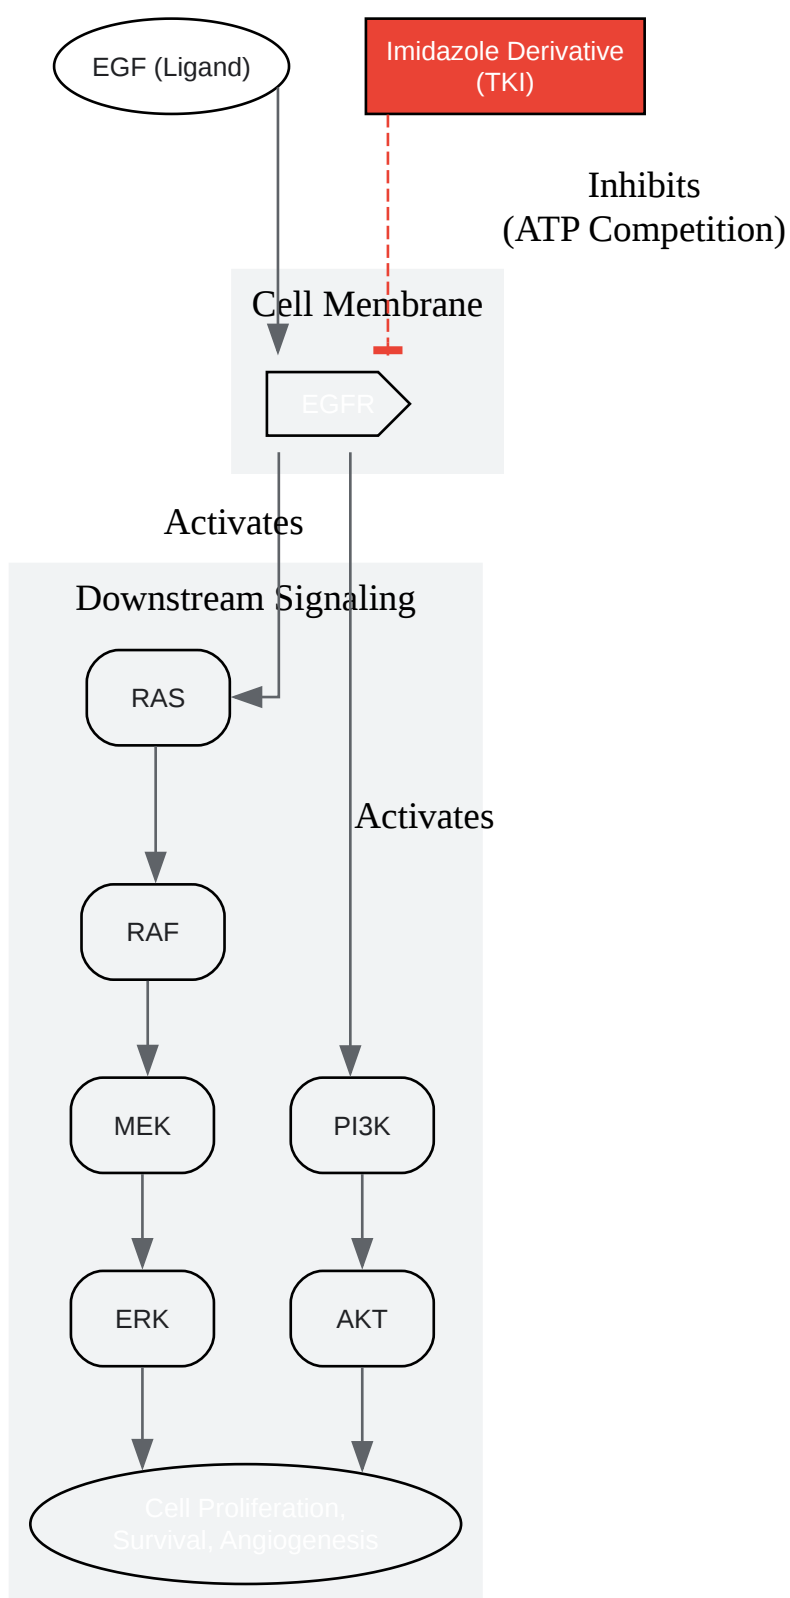 EGF (Ligand)
Imidazole Derivative
(TKI)
Inhibits
(ATP Competition)
Cell Membrane
EGFR
Activates
Downstream Signaling
RAS
Activates
RAF
MEK
PI3K
ERK
AKT
Cell Proliferation,
Survival, Angiogenesis